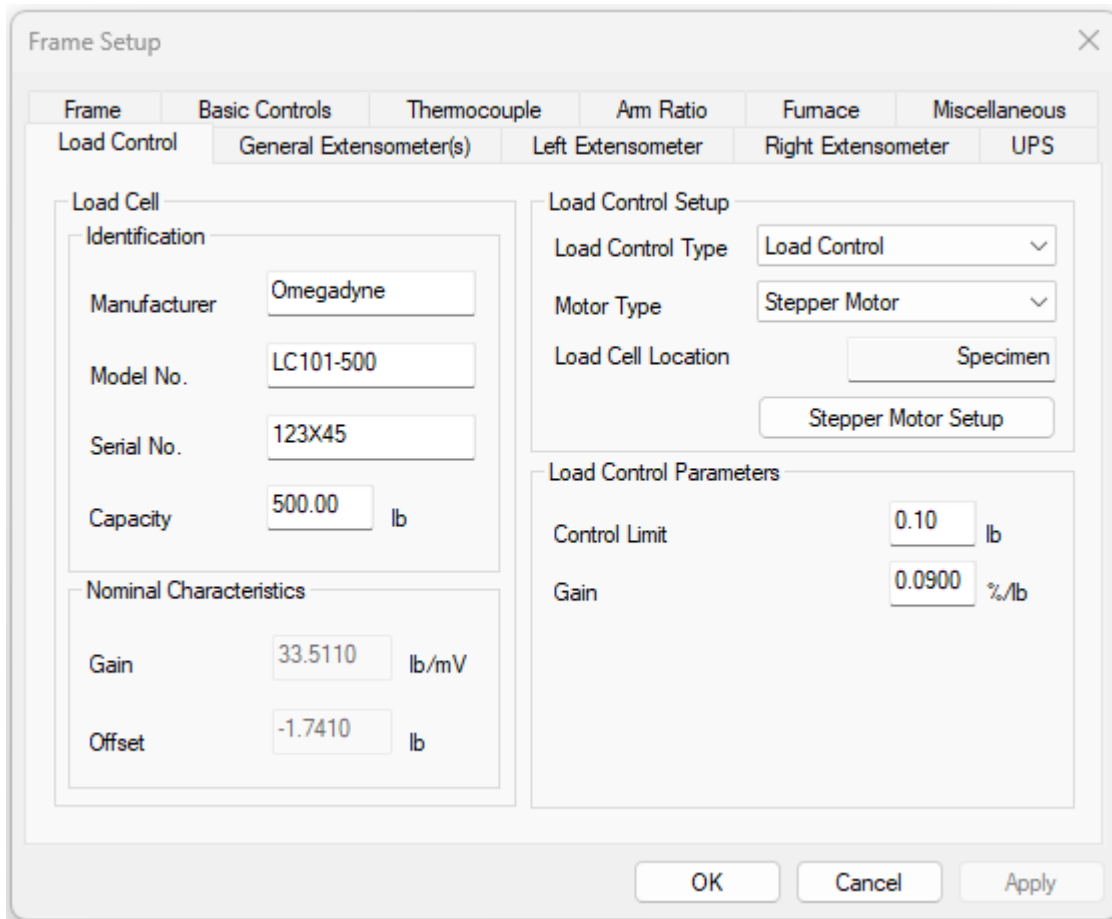 Frame Setup
Frame Basic Controls Thermocouple Arm Ratio Furnace Miscellaneous
Load Control General Extensometer(s) Left Extensometer Right Extensometer UPS
Load Cell
Identification
Manufacturer Omegadyne
Model No. LC101-500
Serial No. 123X45
Capacity 500.00 lb
Nominal Characteristics
Gain 33.5110 lb/mV
Offset -1.7410 lb
Load Control Setup
Load Control Type Load Control
Motor Type Stepper Motor
Load Cell Location Specimen
Stepper Motor Setup
Load Control Parameters
Control Limit 0.10 lb
Gain 0.0900 %/lb
OK Cancel Apply